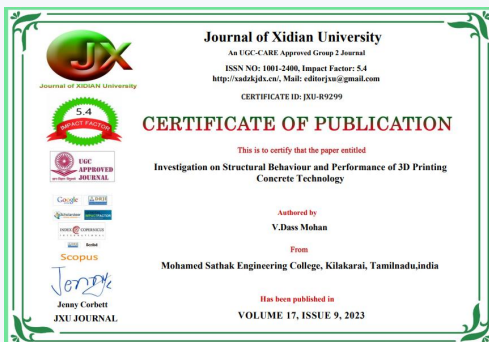 JX
Journal of XIDIAN University
Journal of Xidian University
An UGC-CARE Approved Group 2 Journal
ISSN NO: 1001-2400, Impact Factor: 5.4
http://xadzkjdx.cn/, Mail: editorjxu@gmail.com
CERTIFICATE ID: JXU-R9299
5.4
IMPACT FACTOR
CERTIFICATE OF PUBLICATION
This is to certify that the paper entitled
UGC
APPROVED
JOURNAL
Investigation on Structural Behaviour and Performance of 3D Printing
Concrete Technology
Google
INDEX COPERNICUS
INTERNATIONAL
Scribd
Scopus
Authored by
V.Dass Mohan
From
Mohamed Sathak Engineering College, Kilakarai, Tamilnadu,india
Jenny Corbett
JXU JOURNAL
Has been published in
VOLUME 17, ISSUE 9, 2023